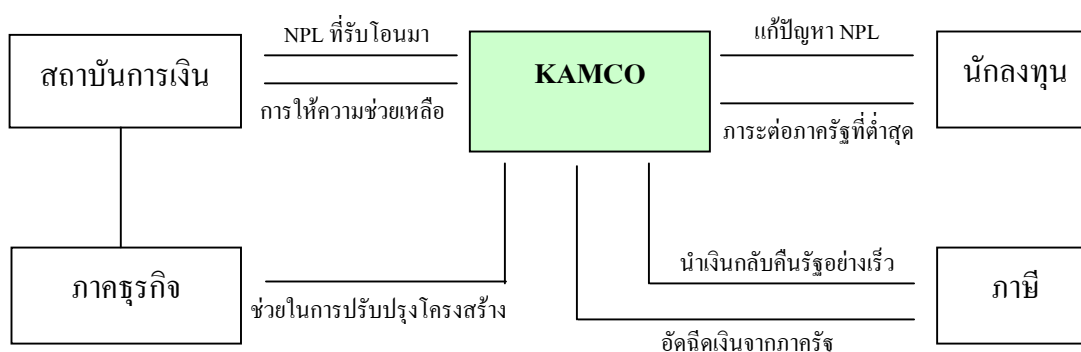 NPL ที่รับโอนมา
แก้ปัญหา NPL
สถาบันการเงิน
KAMCO
นักลงทุน
การให้ความช่วยเหลือ
ภาระต่อภาครัฐที่ต่ำสุด
นำเงินกลับคืนรัฐอย่างเร็ว
ภาคธุรกิจ
ภาษี
ช่วยในการปรับปรุงโครงสร้าง
อัดฉีดเงินจากภาครัฐ